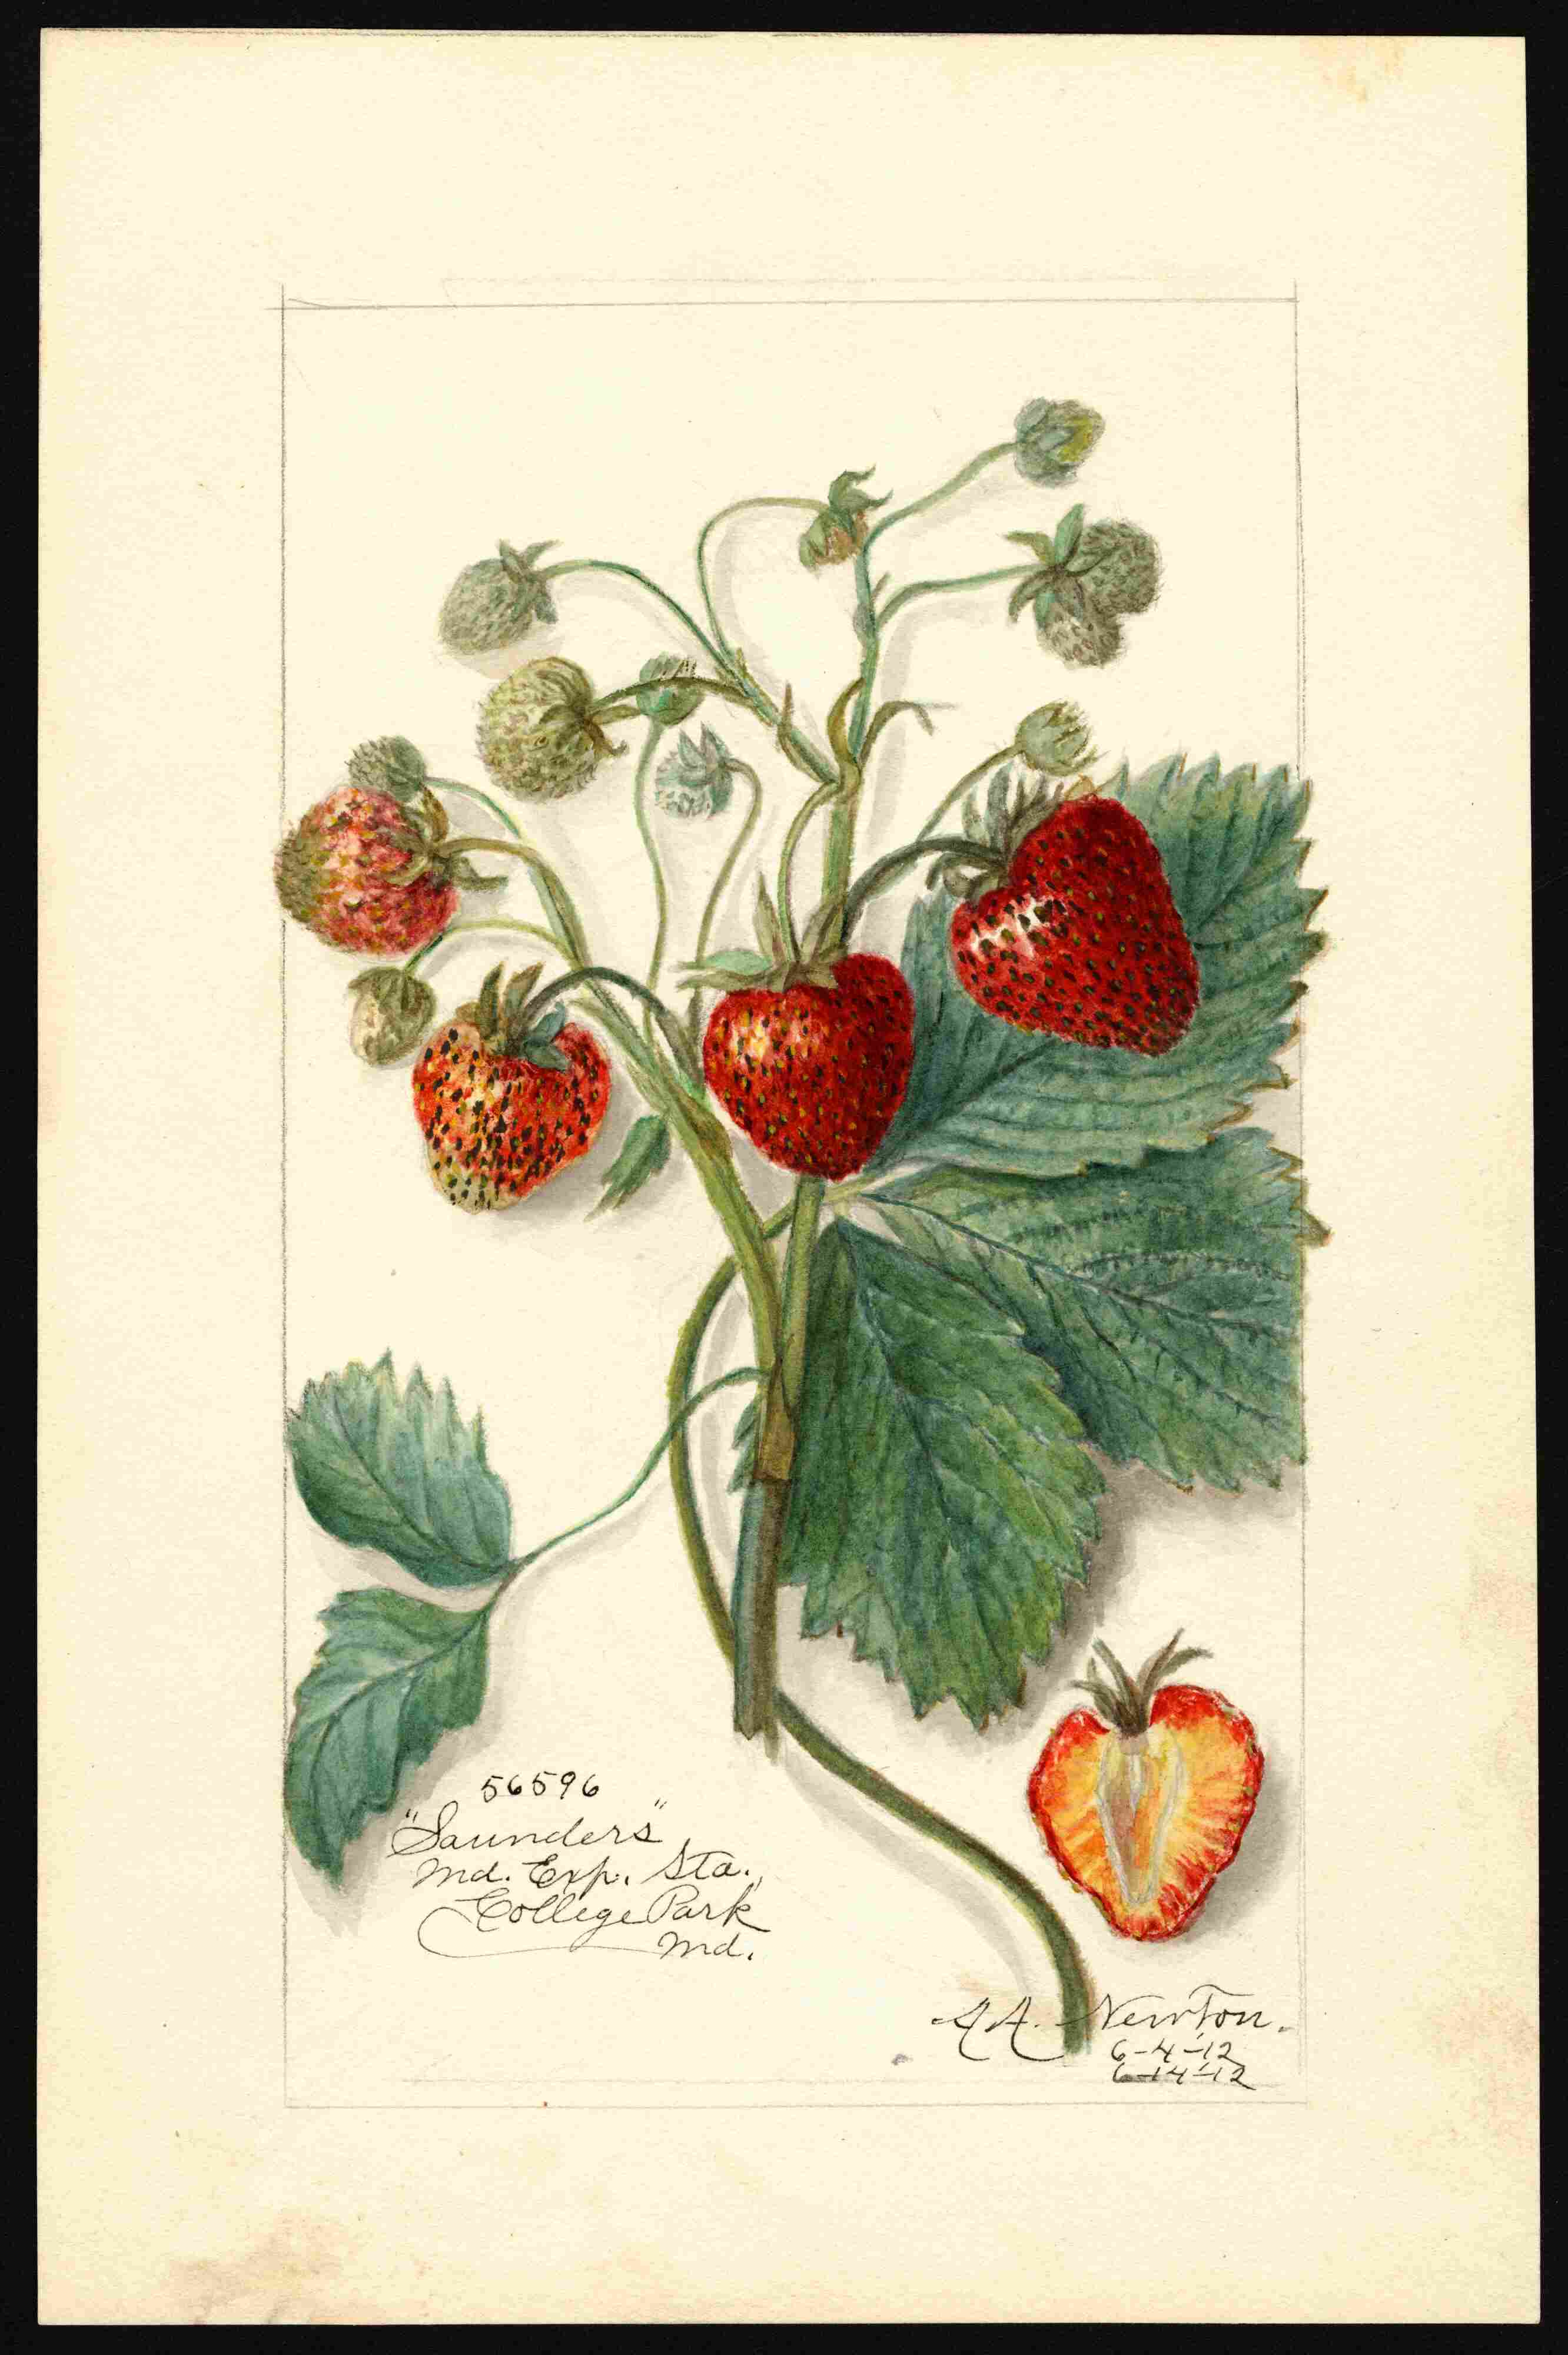 56596
"Saunders"
Md. Exp. Sta.,
College Park
Md.
A.A. Newton.
6-4-'12
6-14-'12